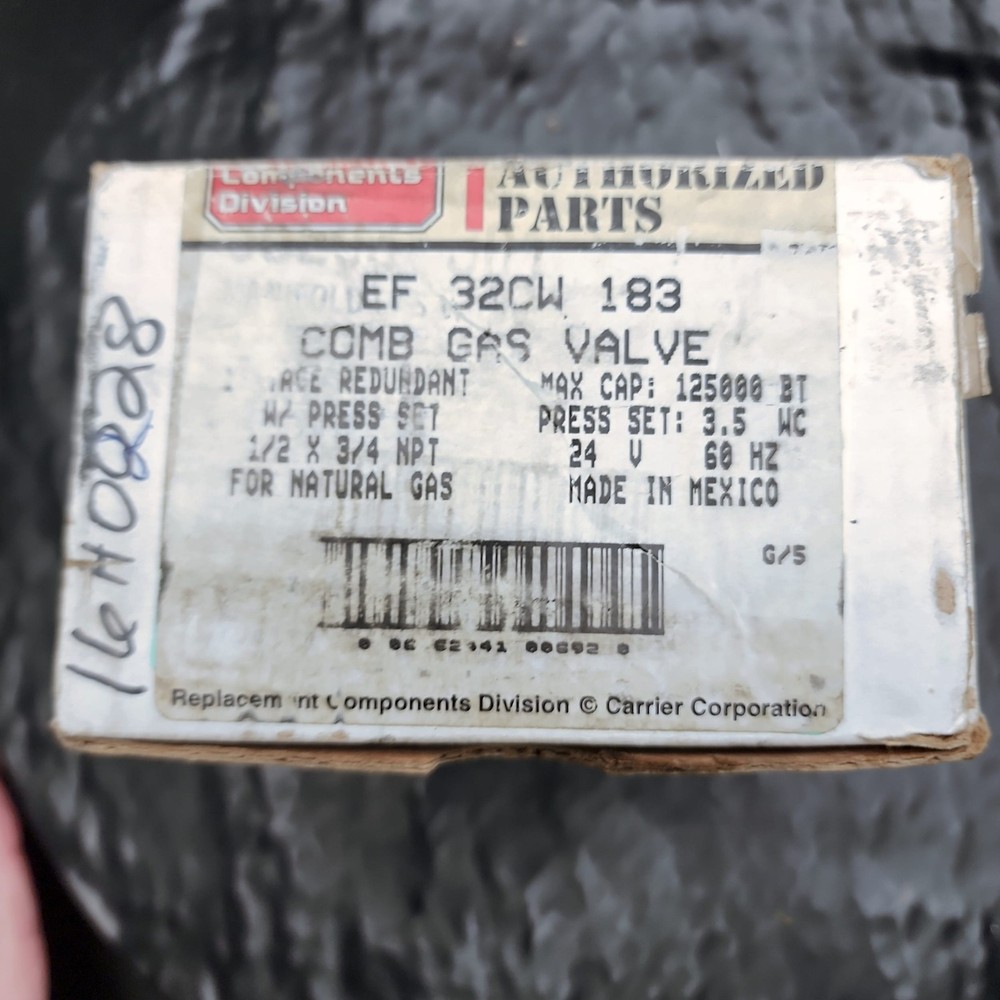 Components
Division
AUTHORIZED
PARTS
EF 32CW 183
COMB GAS VALVE
REDUNDANT
W/ PRESS SET
1/2 X 3/4 NPT
FOR NATURAL GAS
MAX CAP: 125000 BT
PRESS SET: 3.5 WC
24 V 60 HZ
MADE IN MEXICO
G/5
Replacem nt Components Division © Carrier Corporation
16H0828